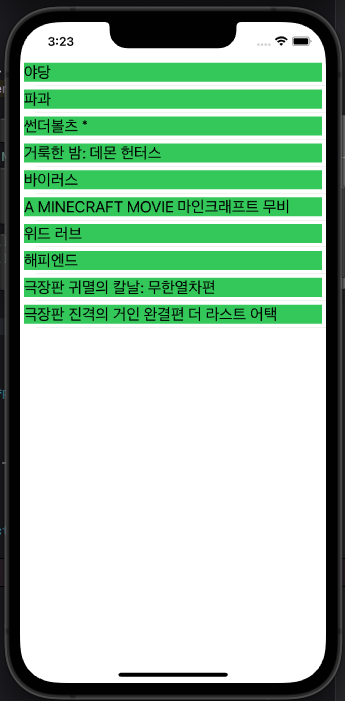 3:23
야당
파과
썬더볼츠 *
거룩한 밤: 데몬 헌터스
바이러스
A MINECRAFT MOVIE 마인크래프트 무비
위드 러브
해피엔드
극장판 귀멸의 칼날: 무한열차편
극장판 진격의 거인 완결편 더 라스트 어택